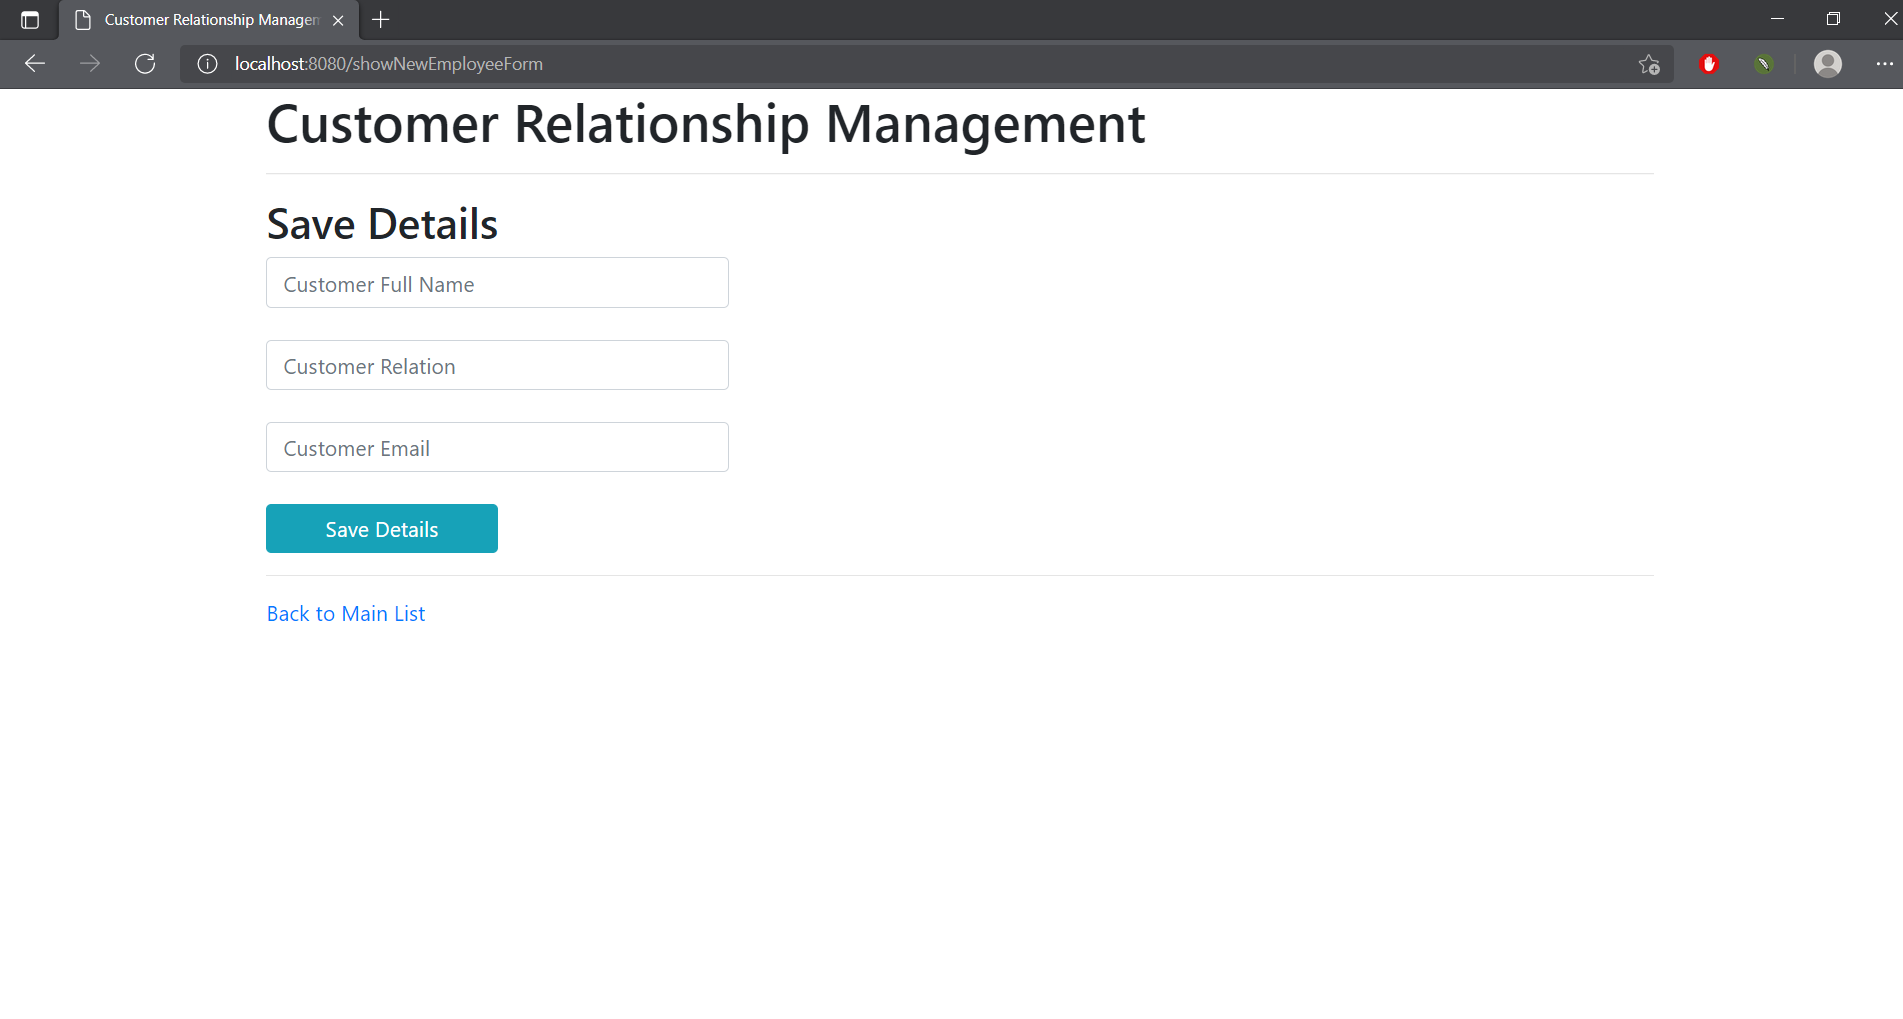 Customer Relationship Managem
localhost:8080/showNewEmployeeForm
Customer Relationship Management
Save Details
Customer Full Name
Customer Relation
Customer Email
Save Details
Back to Main List